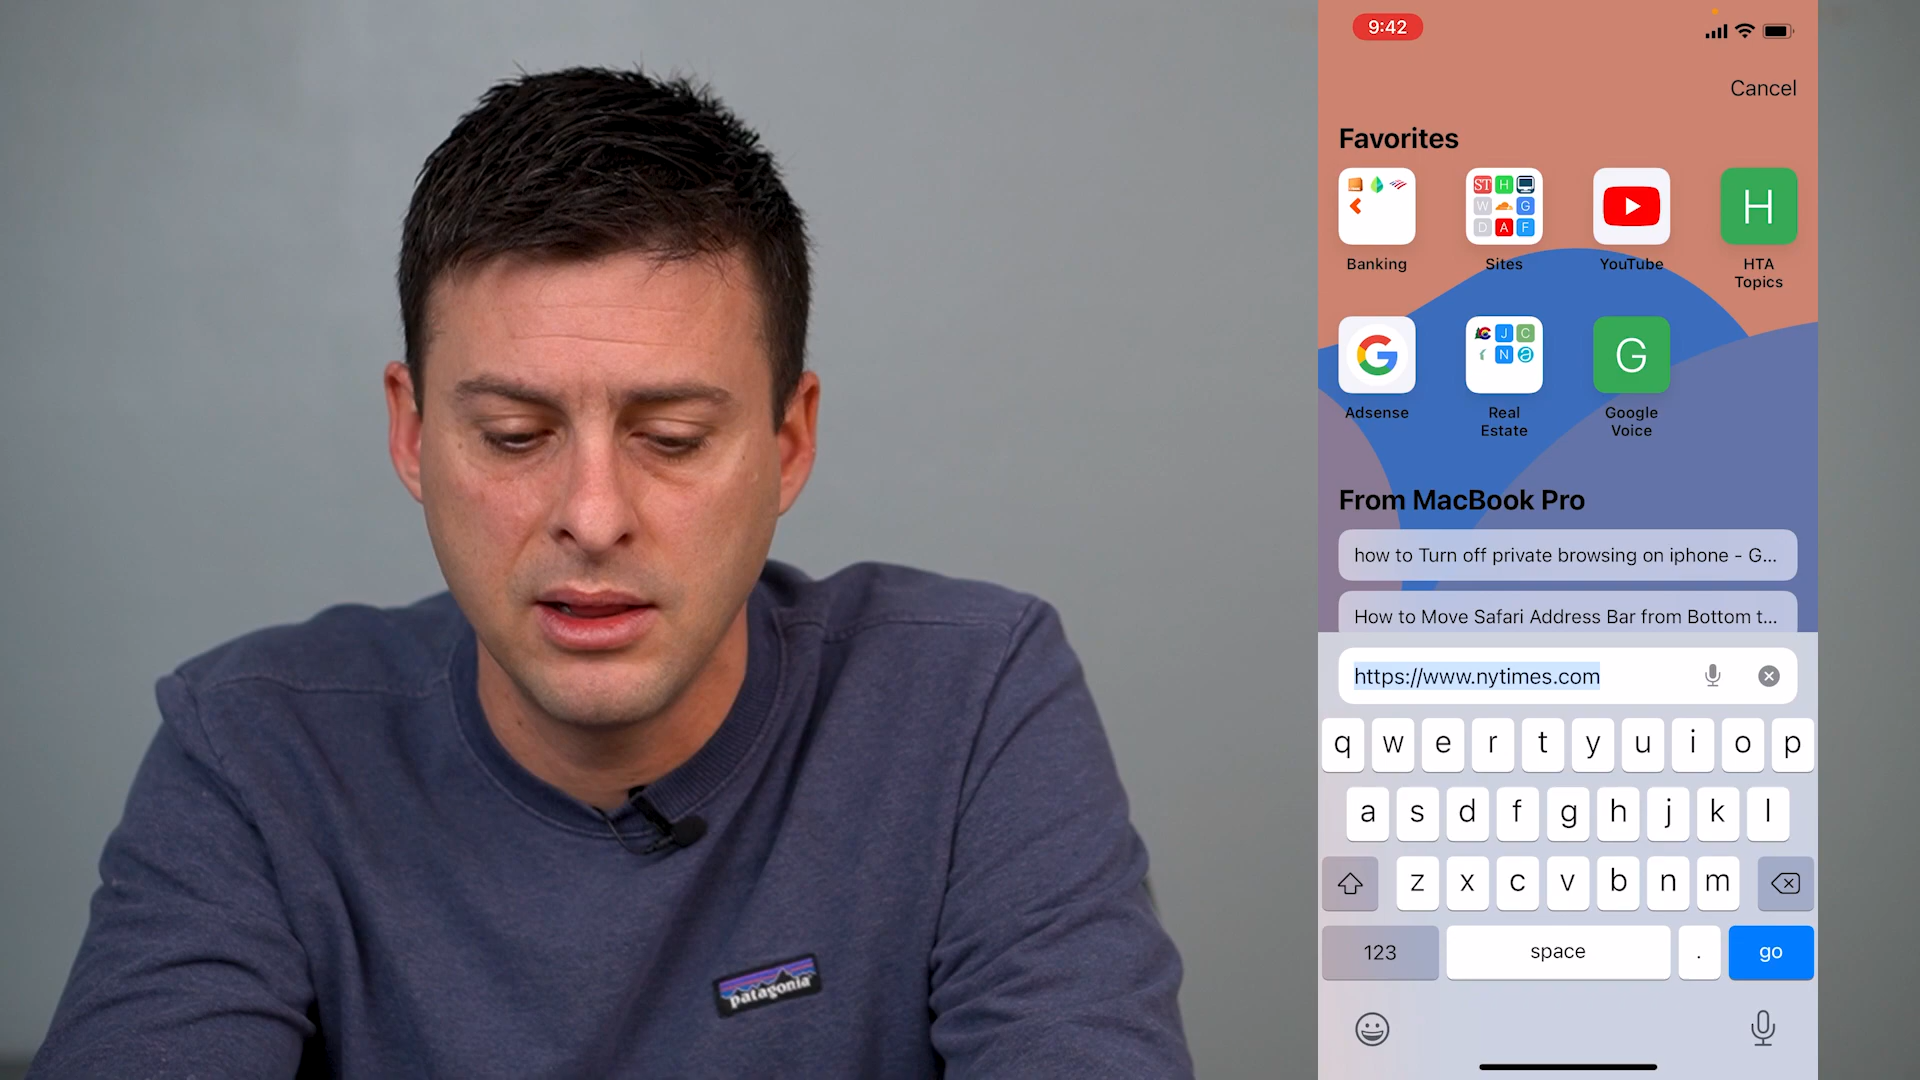 9:42
Cancel
Favorites
ST H
W G
D A F
Banking
Sites
YouTube
H
HTA
Topics
J C
N a
Adsense
Real
Estate
G
Google
Voice
From MacBook Pro
how to Turn off private browsing on iphone - G...
How to Move Safari Address Bar from Bottom t...
https://www.nytimes.com
q w e r t y u i o p
a s d f g h j k l
z x c v b n m
123 space . go
patagonia